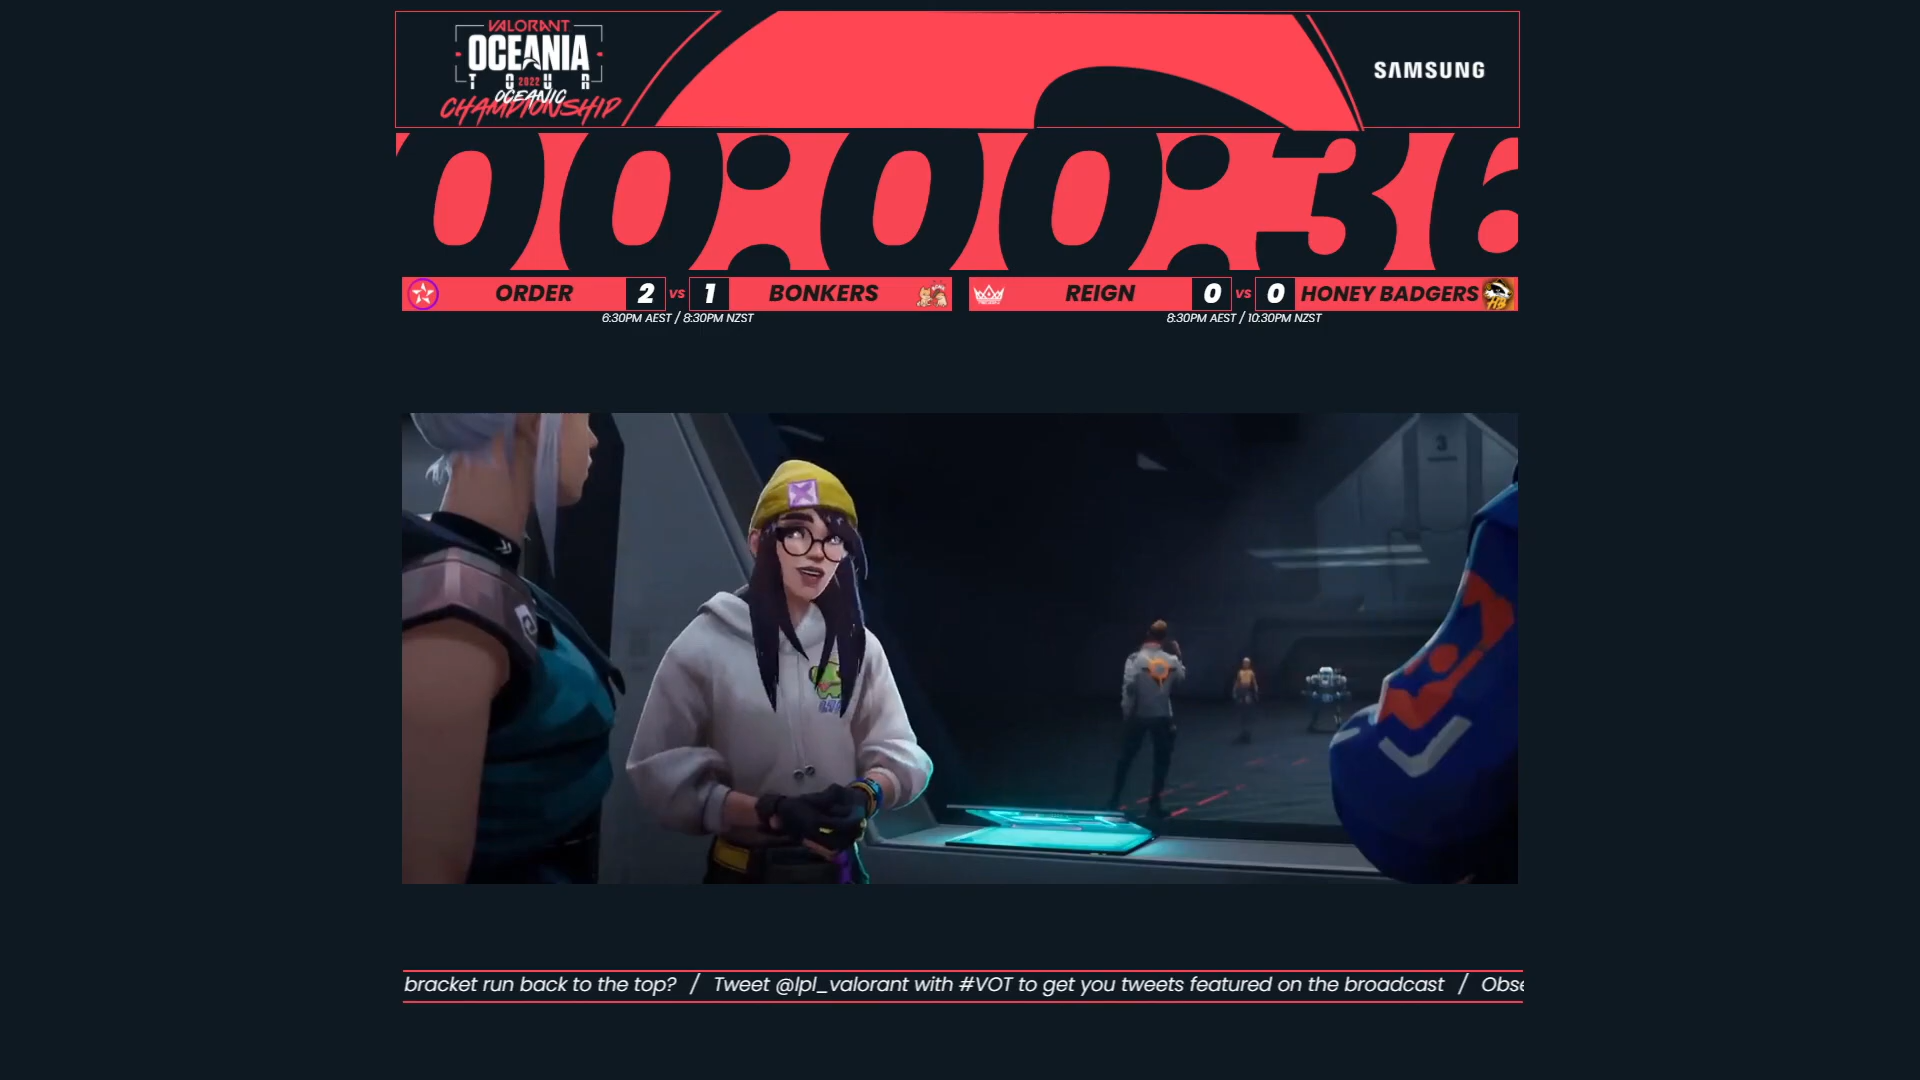 VALORANT
OCEANIA
TOUR
2022
OCEANIC
CHAMPIONSHIP
SAMSUNG
00:00:36
ORDER 2 VS 1 BONKERS
REIGN 0 VS 0 HONEY BADGERS
6:30PM AEST / 8:30PM NZST
8:30PM AEST / 10:30PM NZST
3
bracket run back to the top? / Tweet @lpl_valorant with #VOT to get you tweets featured on the broadcast / Obse